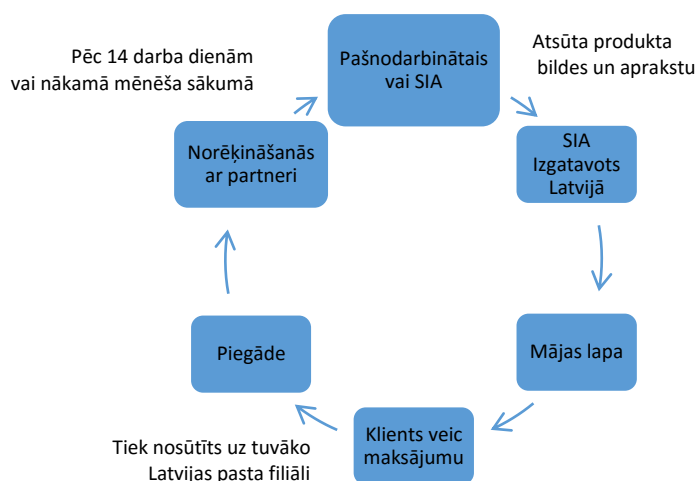 Pēc 14 darba dienām
vai nākamā mēneša sākumā
Pašnodarbinātais
vai SIA
Atsūta produkta
bildes un aprakstu
Norēķināšanās
ar partneri
SIA
Izgatavots
Latvijā
Piegāde
Mājas lapa
Klients veic
maksājumu
Tiek nosūtīts uz tuvāko
Latvijas pasta filiāli